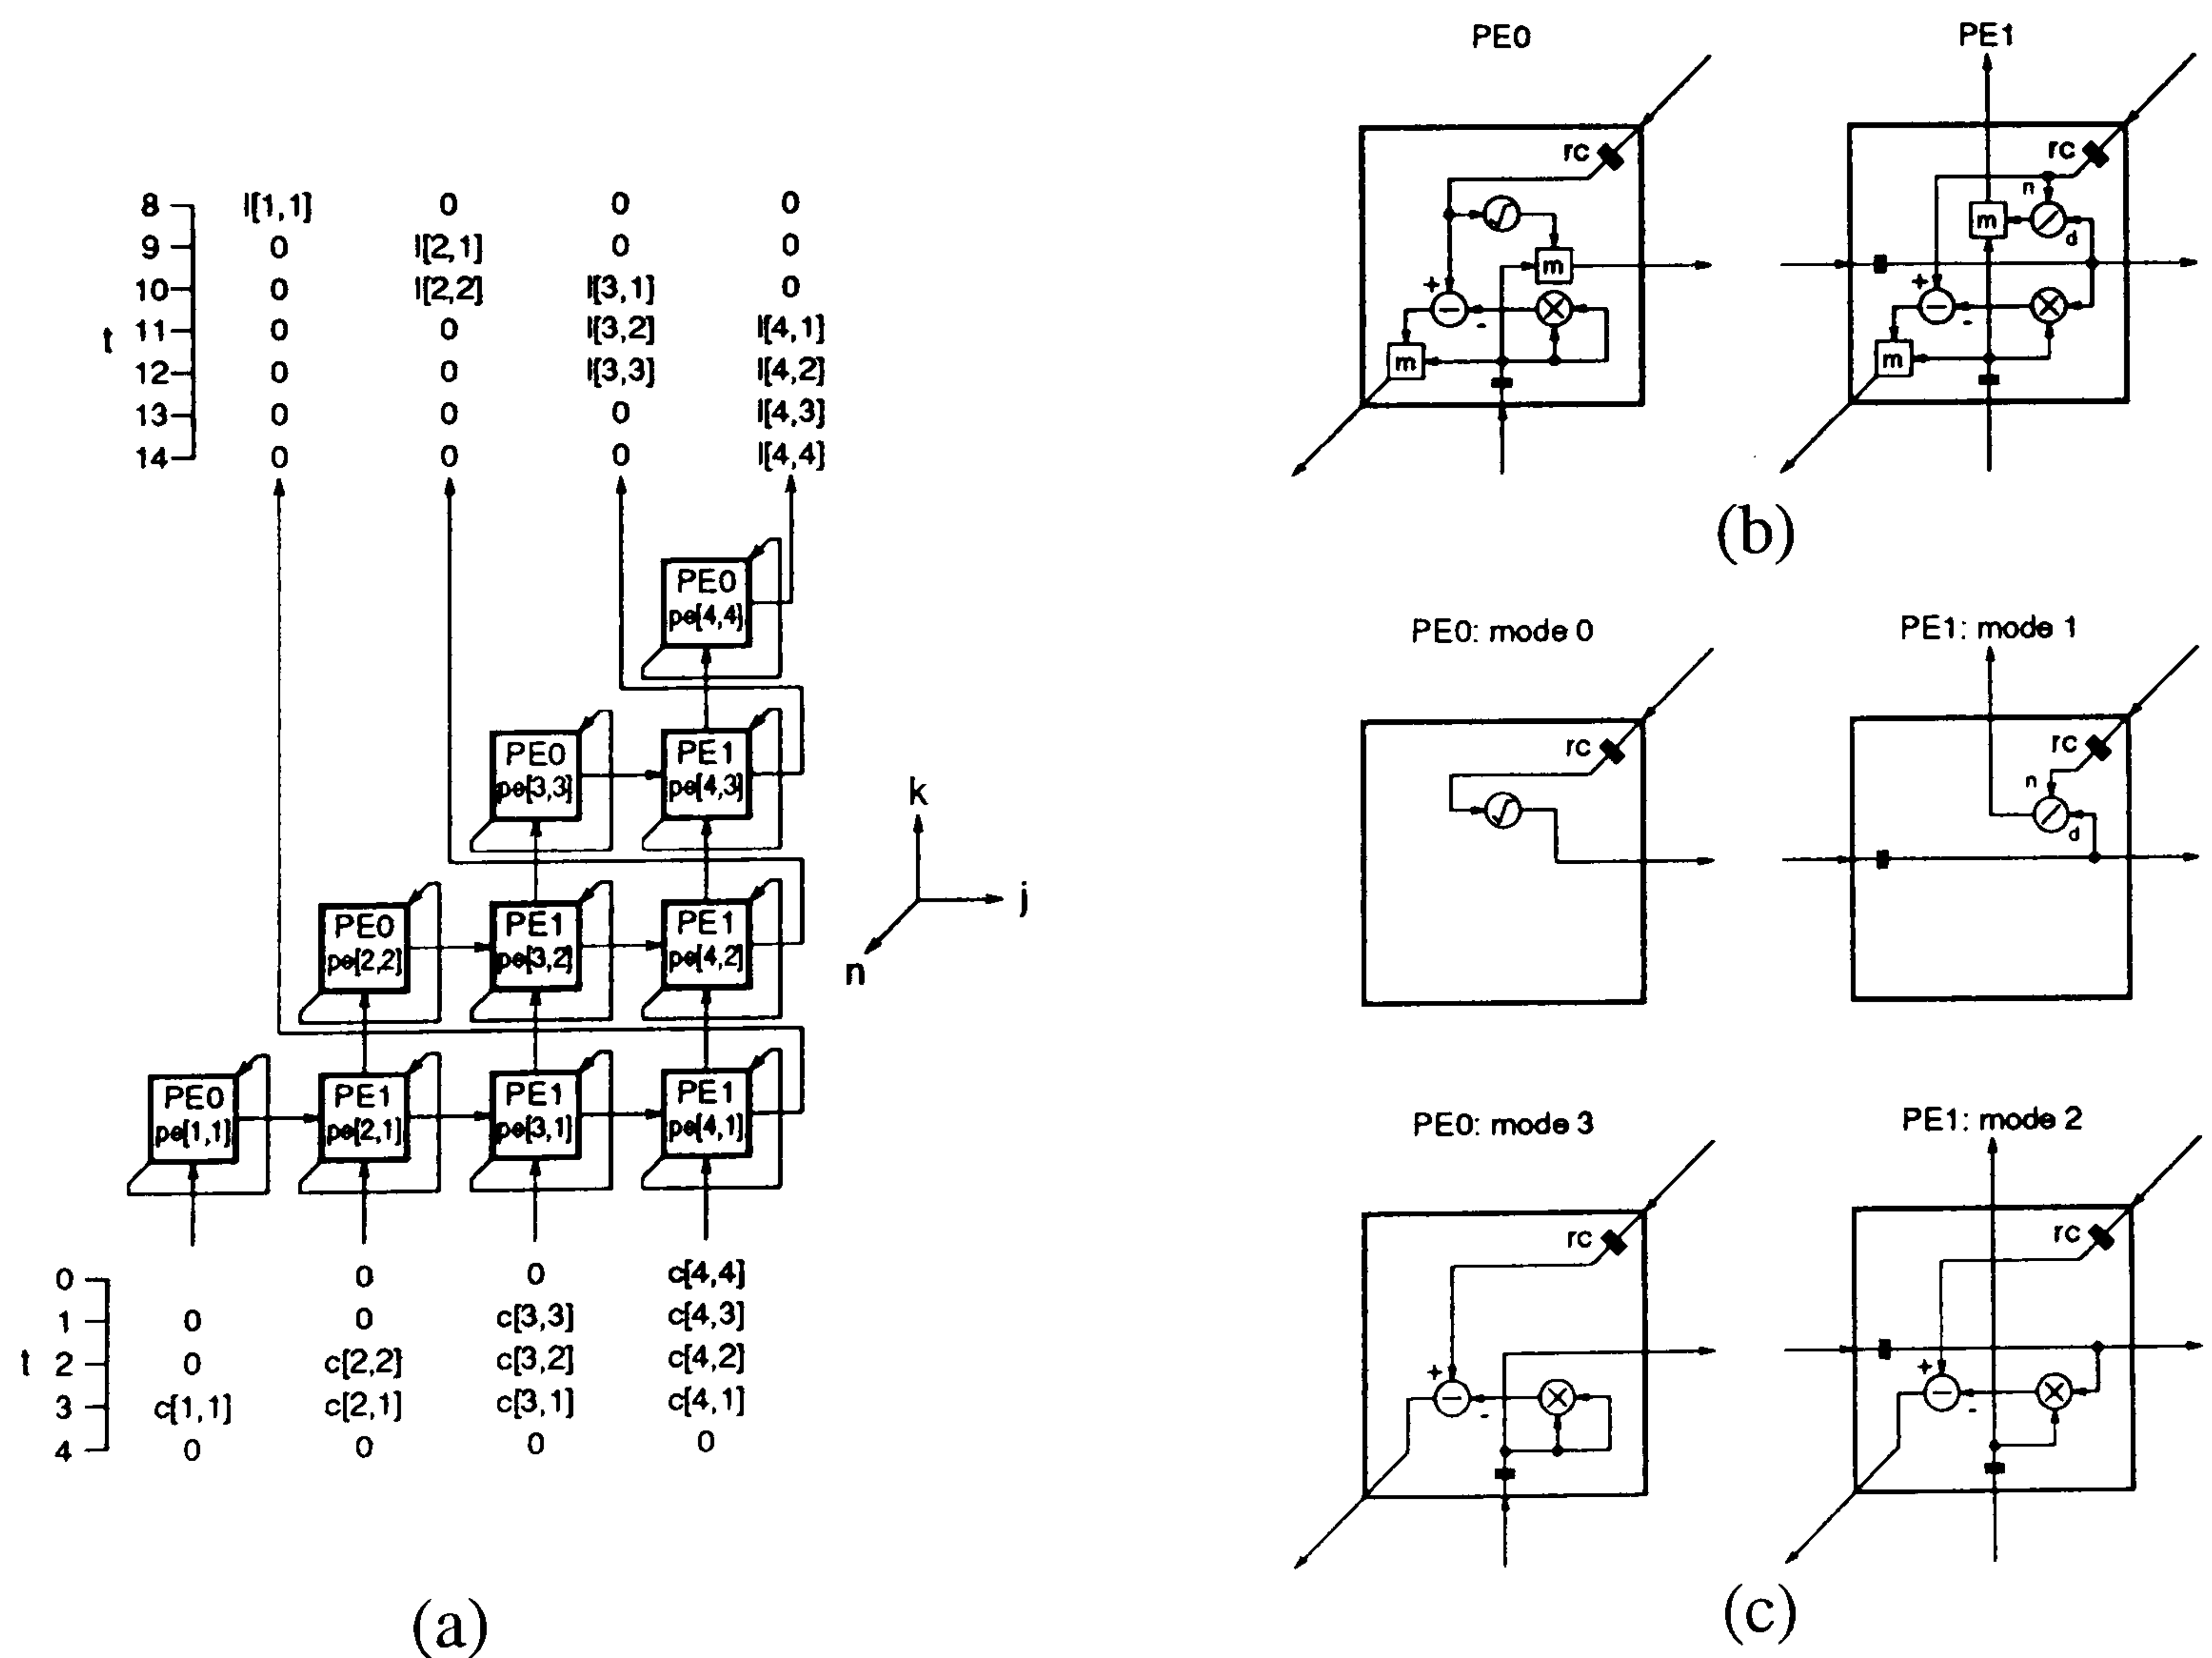 8 l[1,1] 0 0 0
9 0 l[2,1] 0 0
10 0 l[2,2] l[3,1] 0
t
11 0 0 l[3,2] l[4,1]
12 0 0 l[3,3] l[4,2]
13 0 0 0 l[4,3]
14 0 0 0 l[4,4]
PE0
pe[4,4]
PE0
pe[3,3]
PE1
pe[4,3]
PE0
pe[2,2]
PE1
pe[3,2]
PE1
pe[4,2]
PE0
pe[1,1]
PE1
pe[2,1]
PE1
pe[3,1]
PE1
pe[4,1]
k
j
n
0 0 0 c[4,4]
1 0 0 c[3,3] c[4,3]
t 2 0 c[2,2] c[3,2] c[4,2]
3 c[1,1] c[2,1] c[3,1] c[4,1]
4 0 0 0 0
(a)
PE0
rc
m
+
-
m
PE1
rc
n
m
d
+
-
m
(b)
PE0: mode 0
rc
PE1: mode 1
rc
n
d
PE0: mode 3
rc
+
-
PE1: mode 2
rc
+
-
(c)